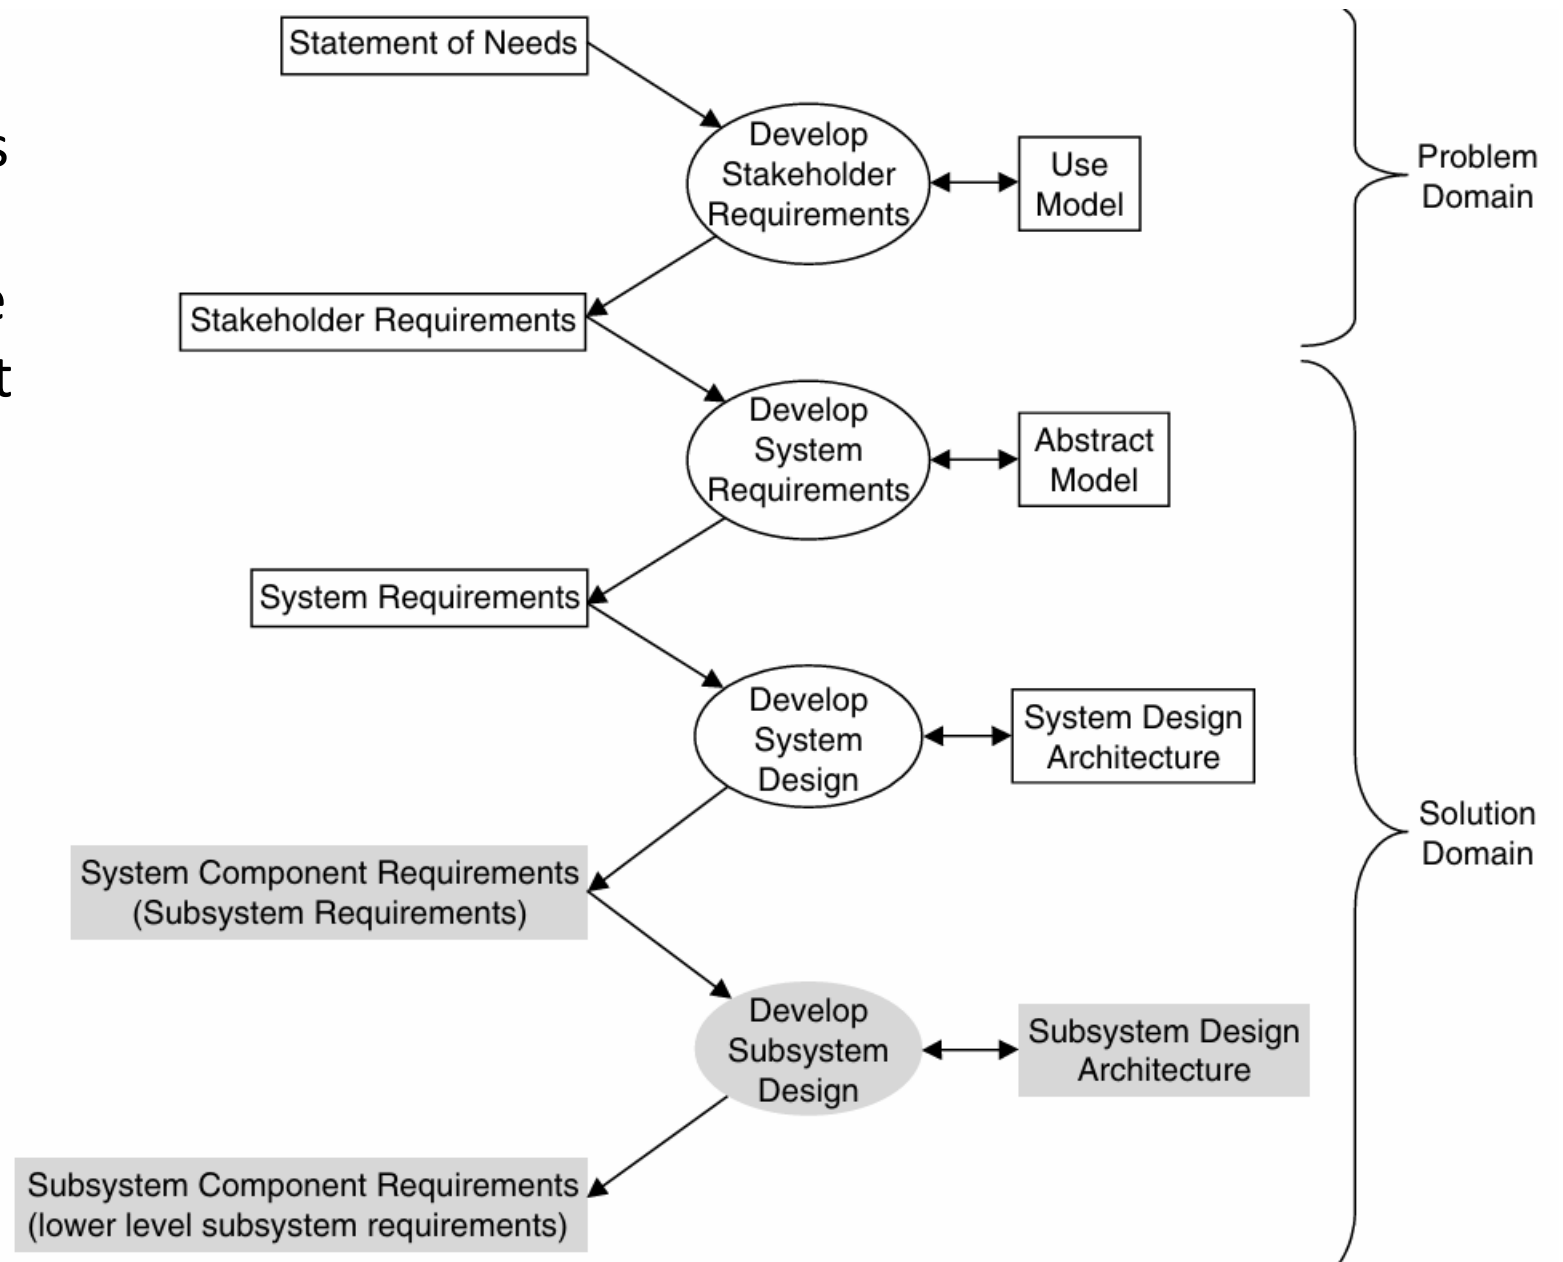 Statement of Needs
Develop
Stakeholder
Requirements
Use
Model
Problem
Domain
s
e
t
Stakeholder Requirements
Develop
System
Requirements
Abstract
Model
System Requirements
Develop
System
Design
System Design
Architecture
Solution
Domain
System Component Requirements
(Subsystem Requirements)
Develop
Subsystem
Design
Subsystem Design
Architecture
Subsystem Component Requirements
(lower level subsystem requirements)